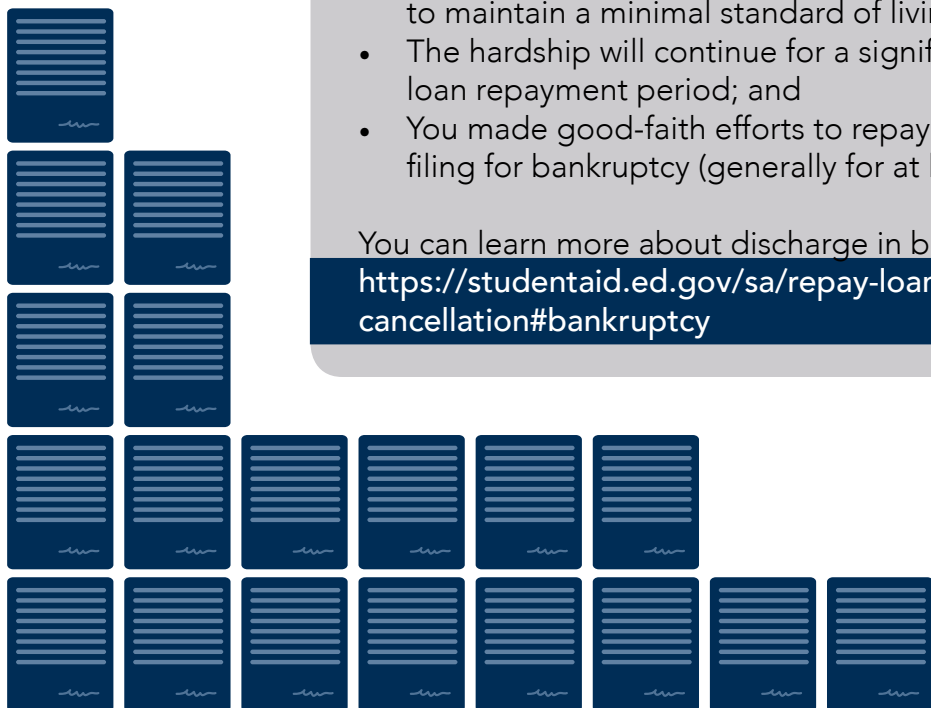 to maintain a minimal standard of livin
• The hardship will continue for a signif
loan repayment period; and
• You made good-faith efforts to repay
filing for bankruptcy (generally for at l
You can learn more about discharge in b
https://studentaid.ed.gov/sa/repay-loan
cancellation#bankruptcy